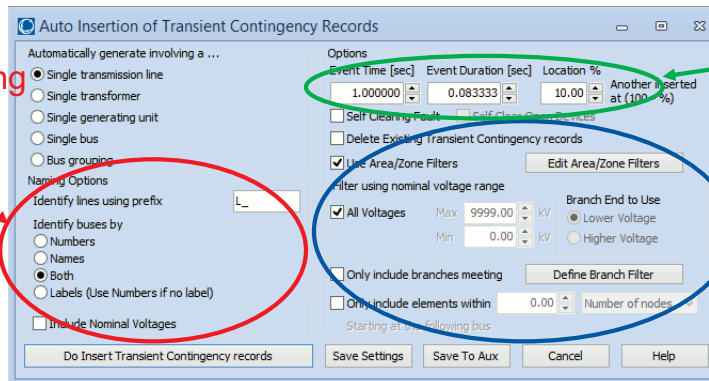 Auto Insertion of Transient Contingency Records
Automatically generate involving a ...
Single transmission line
Single transformer
Single generating unit
Single bus
Bus grouping
Naming Options
Identify lines using prefix L_
Identify buses by
Numbers
Names
Both
Labels (Use Numbers if no label)
Include Nominal Voltages
Do Insert Transient Contingency records
ng
Options
Event Time [sec] Event Duration [sec] Location %
1.000000 0.083333 10.00 Another inserted
at (100 - %)
Self Clearing Fault Self Clear Open Devices
Delete Existing Transient Contingency records
Use Area/Zone Filters Edit Area/Zone Filters
Filter using nominal voltage range
All Voltages Max 9999.00 kV
Min 0.00 kV
Branch End to Use
Lower Voltage
Higher Voltage
Only include branches meeting Define Branch Filter
Only include elements within 0.00 Number of nodes
Starting at the following bus
Save Settings Save To Aux Cancel Help